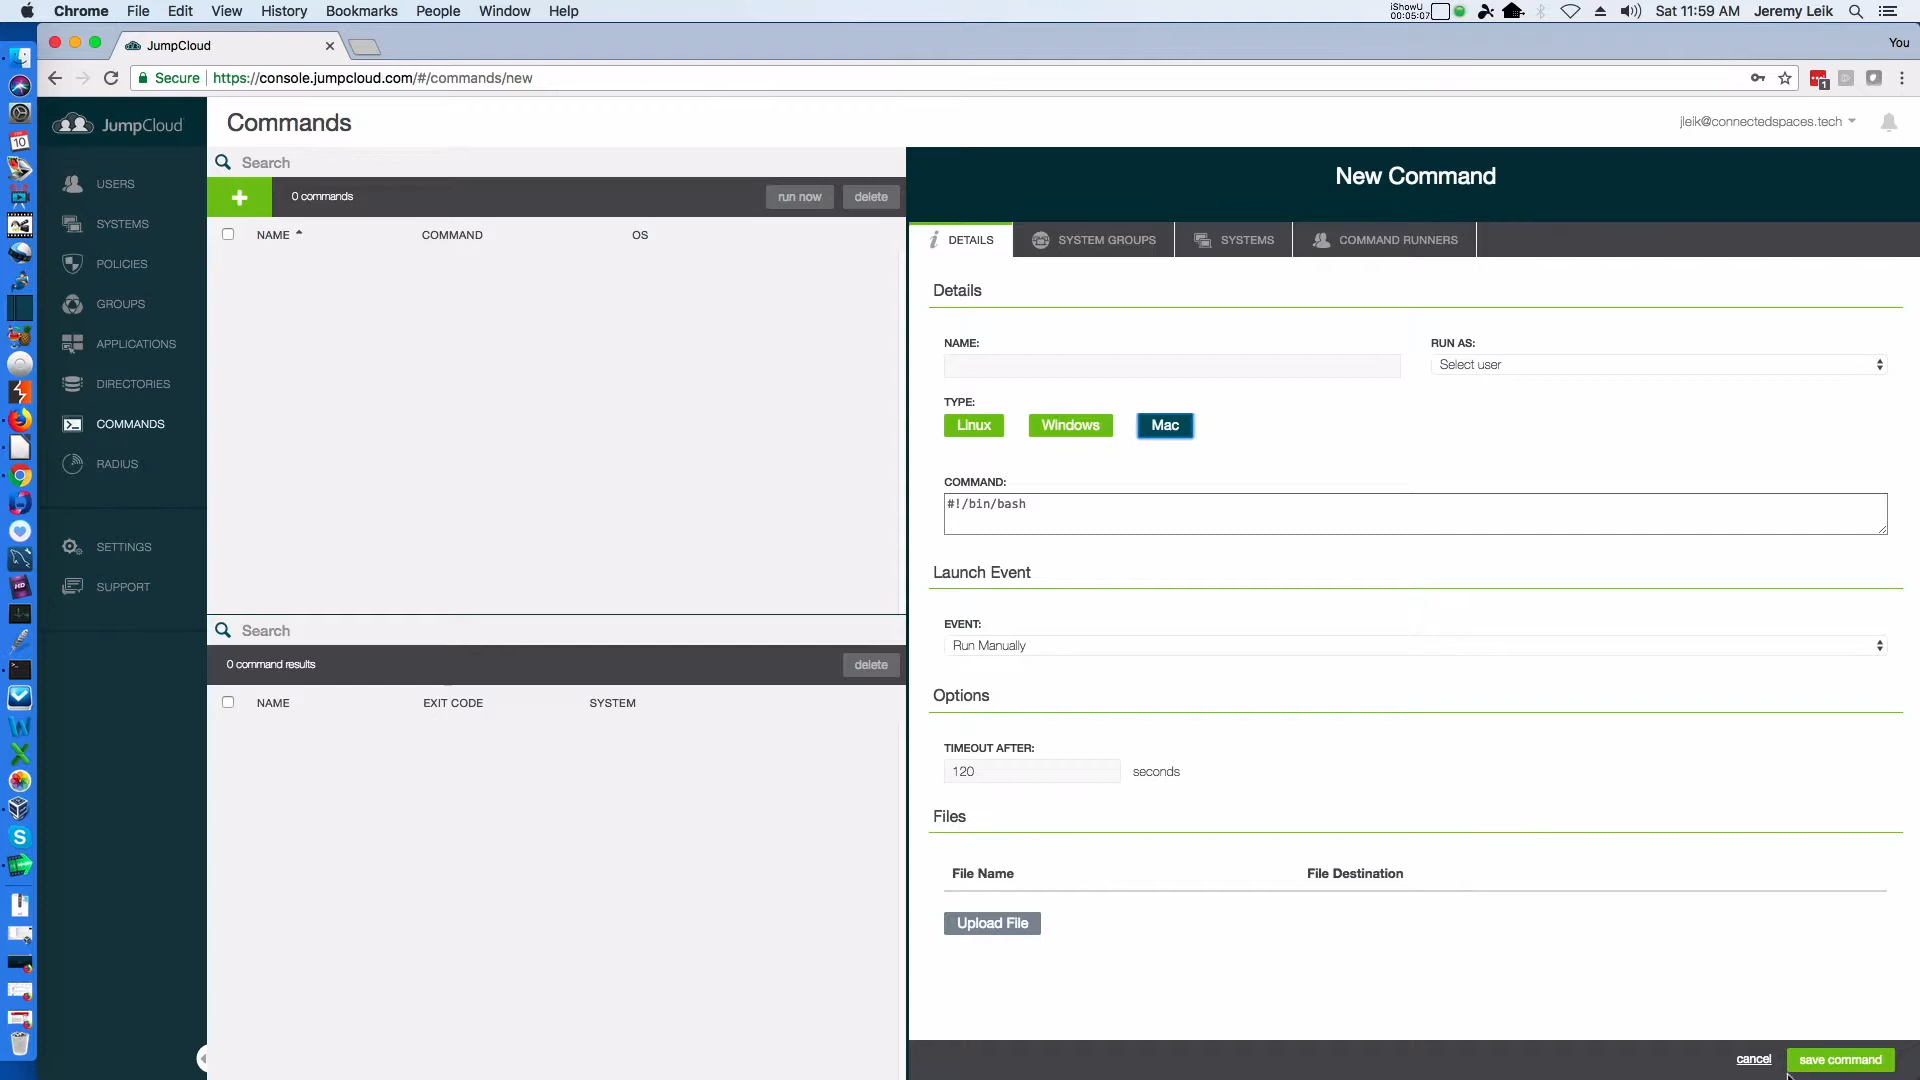 Chrome File Edit View History Bookmarks People Window Help
iShowU
00:05:07
Sat 11:59 AM Jeremy Leik
JumpCloud
You
Secure https://console.jumpcloud.com/#/commands/new
1
JumpCloud
Commands
jleik@connectedspaces.tech
USERS
SYSTEMS
POLICIES
GROUPS
APPLICATIONS
DIRECTORIES
COMMANDS
RADIUS
SETTINGS
SUPPORT
Search
0 commands
run now
delete
NAME COMMAND OS
Search
0 command results
delete
NAME EXIT CODE SYSTEM
New Command
DETAILS SYSTEM GROUPS SYSTEMS COMMAND RUNNERS
Details
NAME: RUN AS:
Select user
TYPE:
Linux Windows Mac
COMMAND:
#!/bin/bash
Launch Event
EVENT:
Run Manually
Options
TIMEOUT AFTER:
120 seconds
Files
File Name File Destination
Upload File
cancel save command